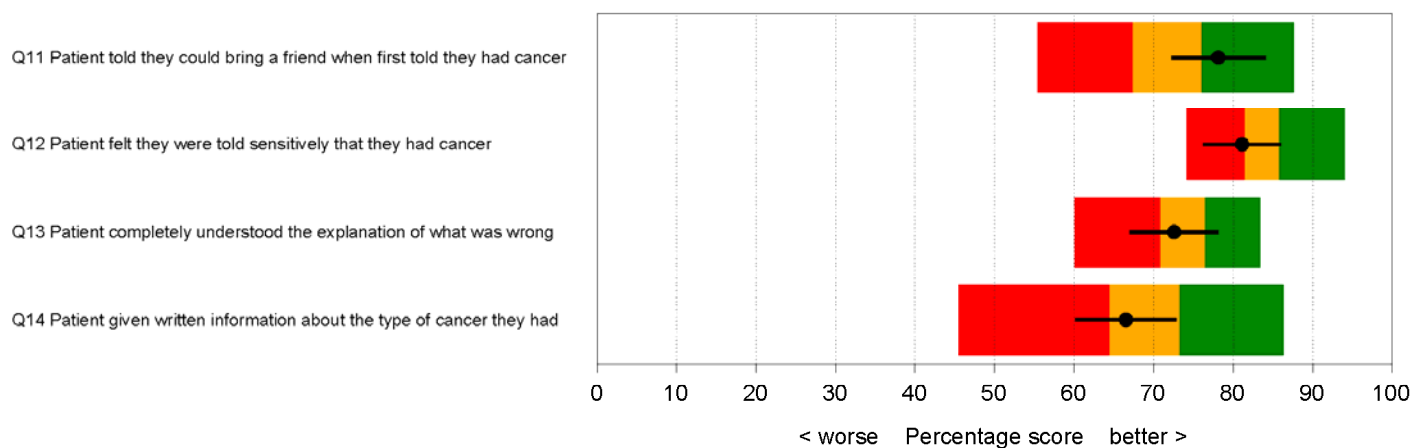 Q11 Patient told they could bring a friend when first told they had cancer
Q12 Patient felt they were told sensitively that they had cancer
Q13 Patient completely understood the explanation of what was wrong
Q14 Patient given written information about the type of cancer they had
0 10 20 30 40 50 60 70 80 90 100
< worse Percentage score better >